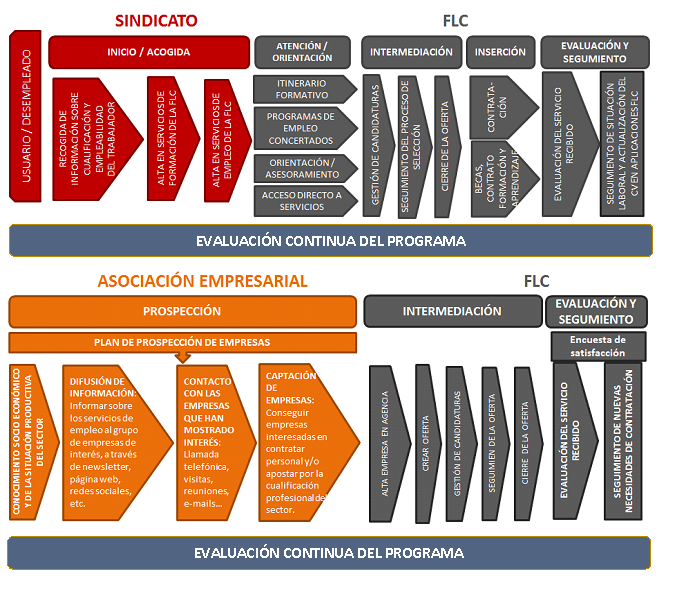 SINDICATO
FLC
USUARIO / DESEMPLEADO
INICIO / ACOGIDA
RECOGIDA DE
INFORMACIÓN SOBRE
CUALIFICACIÓN Y
EMPLEABILIDAD
DEL TRABAJADOR
ALTA EN SERVICIOS DE
FORMACIÓN DE LA FLC
ALTA EN SERVICIOS DE
EMPLEO DE LA FLC
ATENCIÓN /
ORIENTACIÓN
ITINERARIO
FORMATIVO
PROGRAMAS DE
EMPLEO
CONCERTADOS
ORIENTACIÓN /
ASESORAMIENTO
ACCESO DIRECTO A
SERVICIOS
INTERMEDIACIÓN
GESTIÓN DE CANDIDATURAS
SEGUIMIENTO DEL PROCESO DE
SELECCIÓN
CIERRE DE LA OFERTA
INSERCIÓN
CONTRATA-
CIÓN
BECAS,
CONTRATO
FORMACIÓN Y
APRENDIZAJE
EVALUACIÓN Y
SEGUMIENTO
EVALUACIÓN DEL SERVICIO
RECIBIDO
SEGUIMIENTO DE SITUACIÓN
LABORAL Y ACTUALIZACIÓN DEL
CV EN APLICACIONES FLC
EVALUACIÓN CONTINUA DEL PROGRAMA
ASOCIACIÓN EMPRESARIAL
FLC
PROSPECCIÓN
PLAN DE PROSPECCIÓN DE EMPRESAS
CONOCIMIENTO SOCIO ECONÓMICO
Y DE LA SITUACIÓN PRODUCTIVA
DEL SECTOR
DIFUSIÓN DE
INFORMACIÓN:
Informar sobre
los servicios de
empleo al grupo
de empresas de
interés, a través
de newsletter,
página web,
redes sociales,
etc.
CONTACTO
CON LAS
EMPRESAS
QUE HAN
MOSTRADO
INTERÉS:
Llamada
telefónica,
visitas,
reuniones,
e-mails...
CAPTACIÓN
DE
EMPRESAS:
Conseguir
empresas
interesadas en
contratar
personal y/o
apostar por la
cualificación
profesional del
sector.
INTERMEDIACIÓN
ALTA EMPRESA EN AGENCIA
CREAR OFERTA
GESTIÓN DE CANDIDATURAS
SEGUIMIEN DE LA OFERTA
CIERRE DE LA OFERTA
EVALUACIÓN Y
SEGUMIENTO
Encuesta de
satisfacción
EVALUACIÓN DEL SERVICIO
RECIBIDO
SEGUIMIENTO DE NUEVAS
NECESIDADES DE CONTRATACIÓN
EVALUACIÓN CONTINUA DEL PROGRAMA